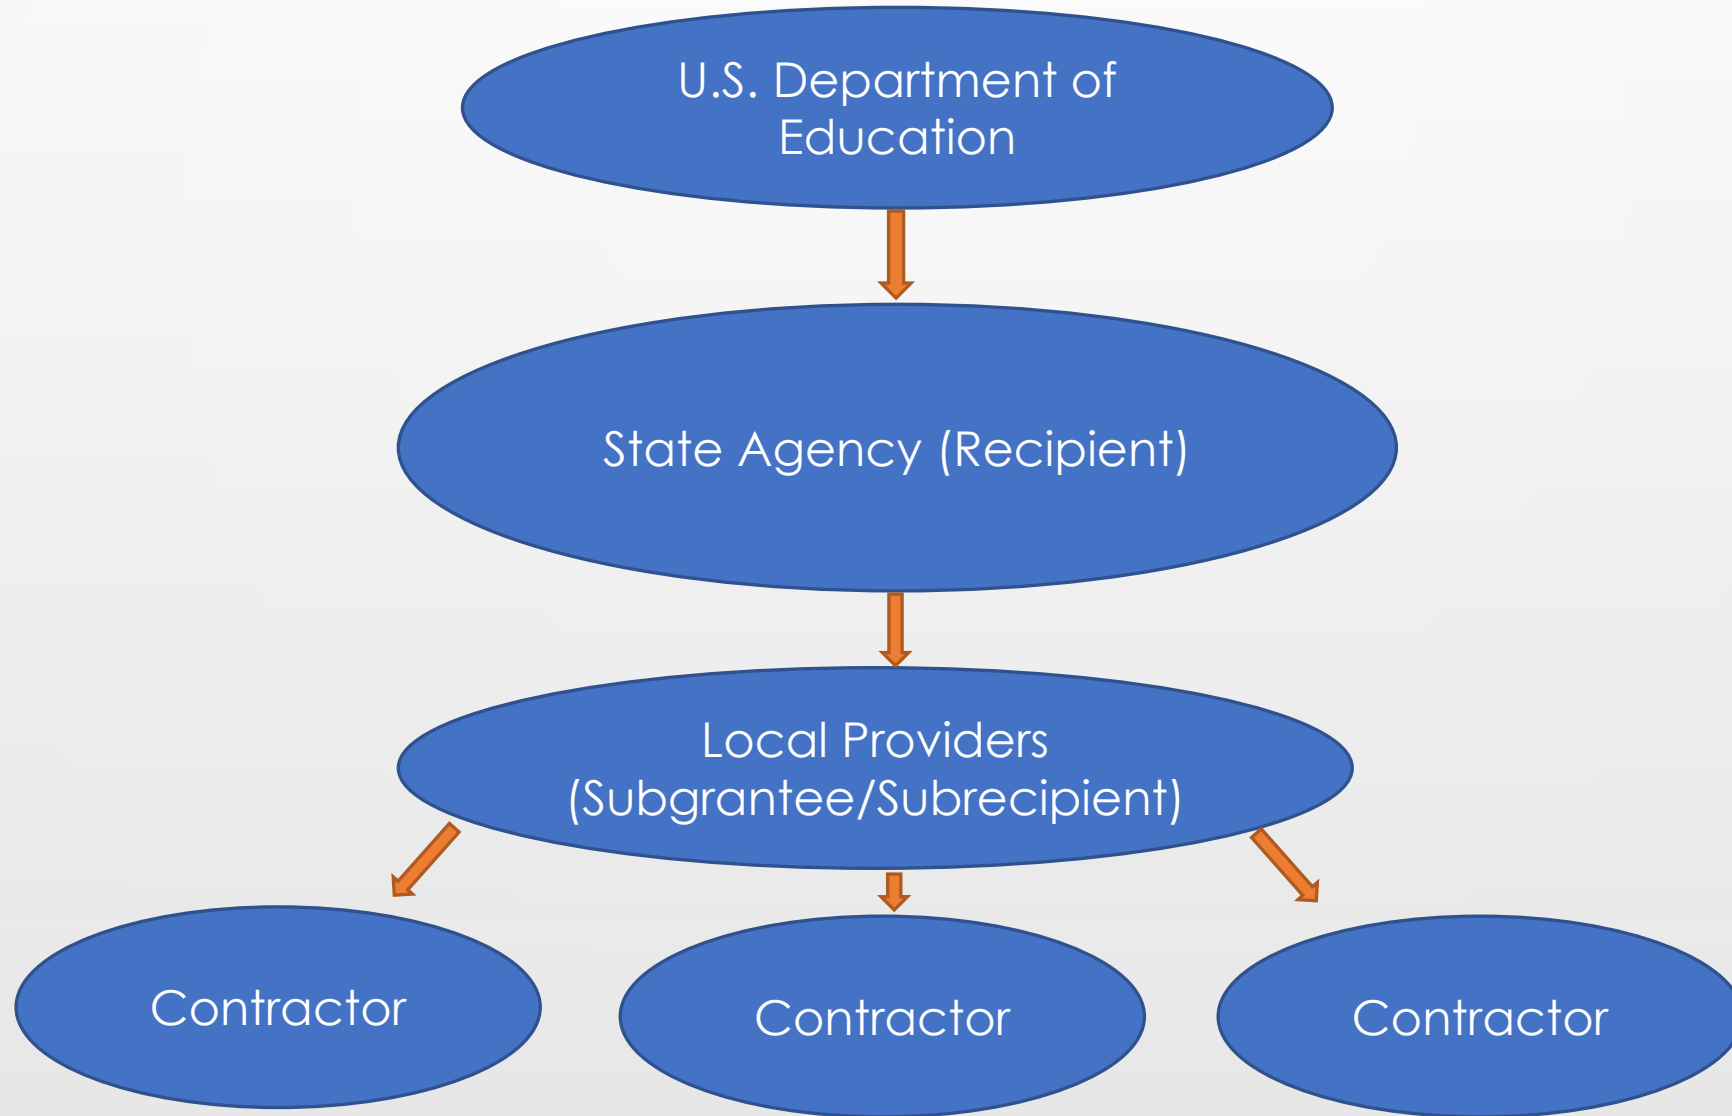 U.S. Department of
Education
State Agency (Recipient)
Local Providers
(Subgrantee/Subrecipient)
Contractor
Contractor
Contractor